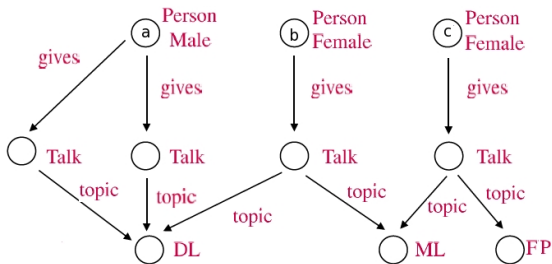 a
Person
Male
b
Person
Female
c
Person
Female
gives
gives
gives
gives
Talk
Talk
Talk
Talk
topic
topic
topic
topic
topic
topic
DL
ML
FP